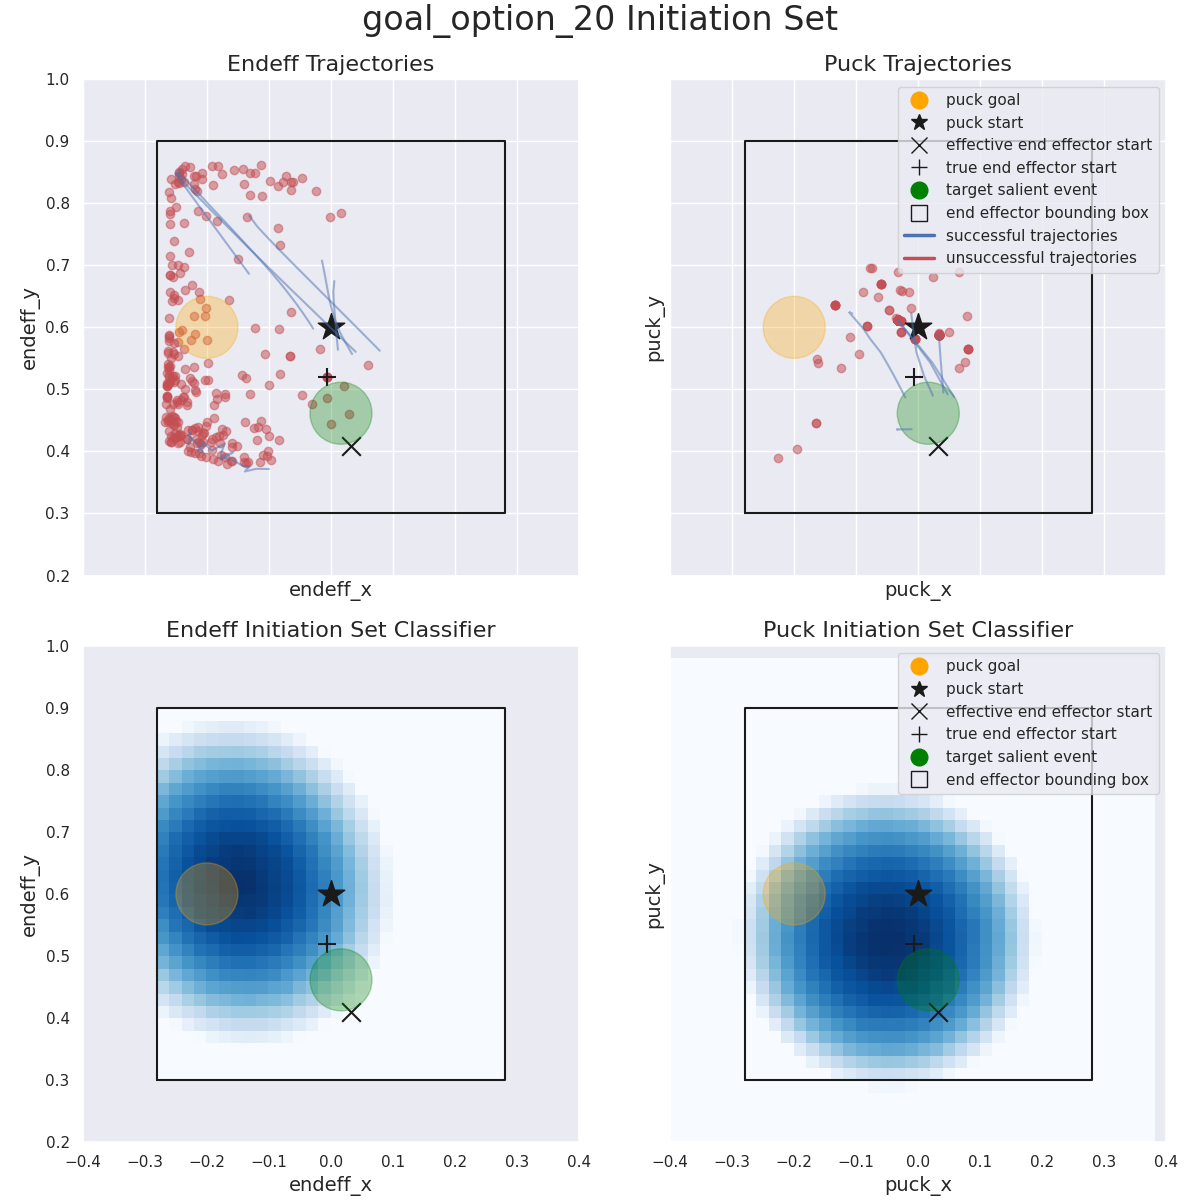 goal_option_20 Initiation Set
Endeff Trajectories
Puck Trajectories
1.0
0.9
0.8
0.7
0.6
0.5
0.4
0.3
0.2
endeff_y
endeff_x
puck_y
puck_x
puck goal
puck start
effective end effector start
true end effector start
target salient event
end effector bounding box
successful trajectories
unsuccessful trajectories
Endeff Initiation Set Classifier
Puck Initiation Set Classifier
1.0
0.9
0.8
0.7
0.6
0.5
0.4
0.3
0.2
endeff_y
−0.4 −0.3 −0.2 −0.1 0.0 0.1 0.2 0.3 0.4
endeff_x
puck_y
puck goal
puck start
effective end effector start
true end effector start
target salient event
end effector bounding box
−0.4 −0.3 −0.2 −0.1 0.0 0.1 0.2 0.3 0.4
puck_x